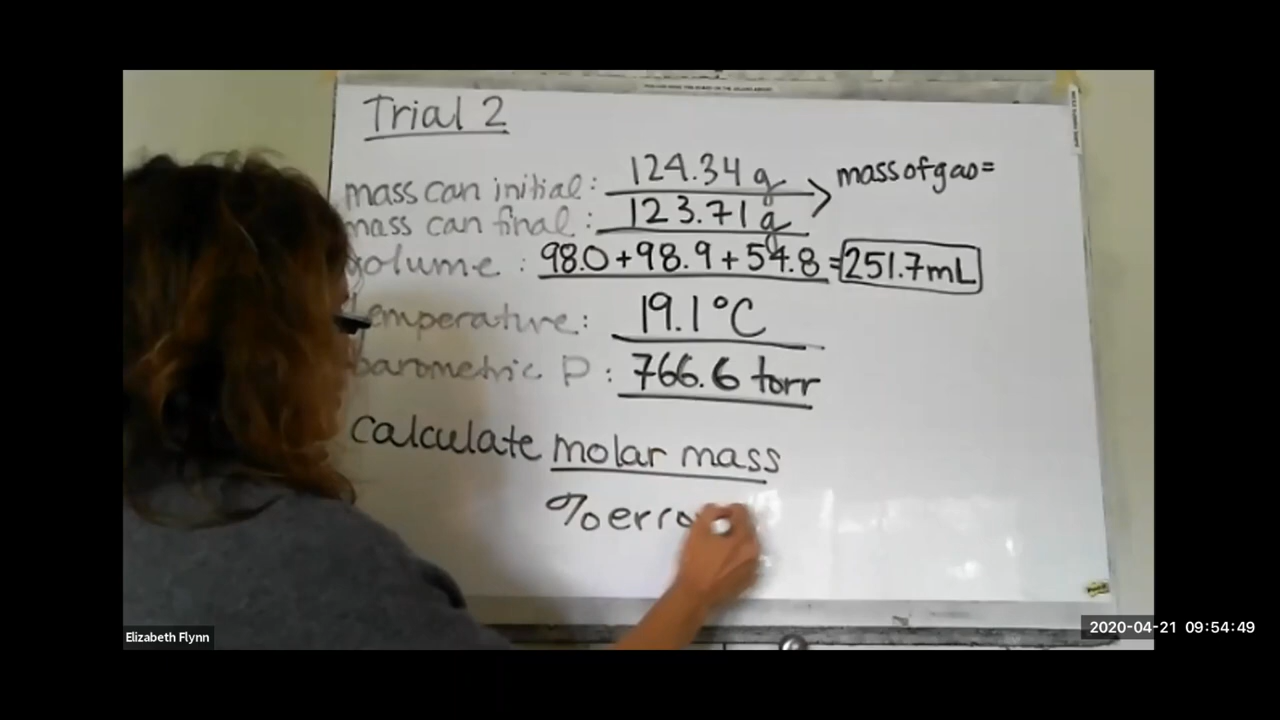 Trial 2
mass can initial: 124.34 g > mass of gas =
mass can final: 123.71 g
volume: 98.0 + 98.9 + 54.8 = 251.7 mL
temperature: 19.1 °C
barometric P: 766.6 torr
Calculate molar mass
% erro
Elizabeth Flynn
2020-04-21 09:54:49